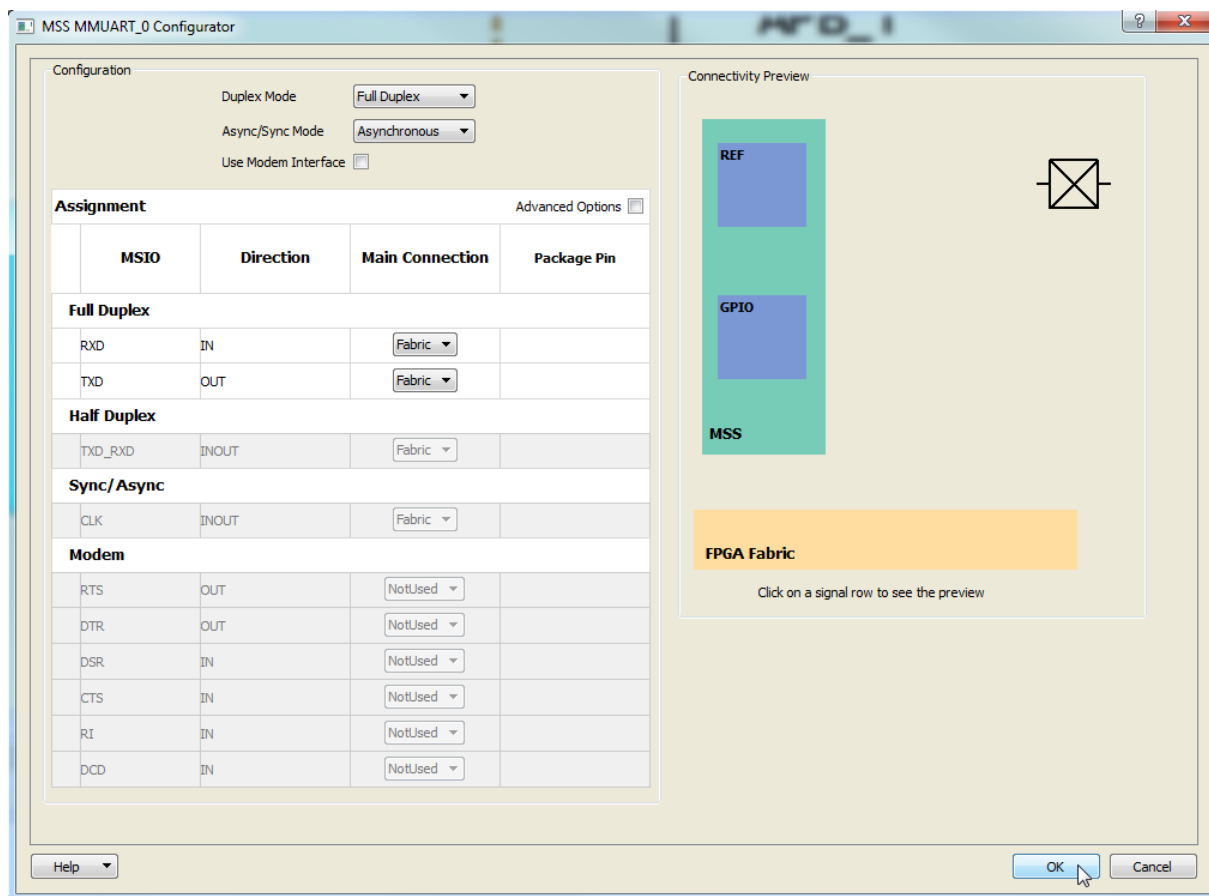 MSS MMUART_0 Configurator
Configuration
Duplex Mode Full Duplex
Async/Sync Mode Asynchronous
Use Modem Interface
Assignment Advanced Options
MSIO Direction Main Connection Package Pin
Full Duplex
RXD IN Fabric
TXD OUT Fabric
Half Duplex
TXD_RXD INOUT Fabric
Sync/Async
CLK INOUT Fabric
Modem
RTS OUT NotUsed
DTR OUT NotUsed
DSR IN NotUsed
CTS IN NotUsed
RI IN NotUsed
DCD IN NotUsed
Connectivity Preview
REF
GPIO
MSS
FPGA Fabric
Click on a signal row to see the preview
Help OK Cancel